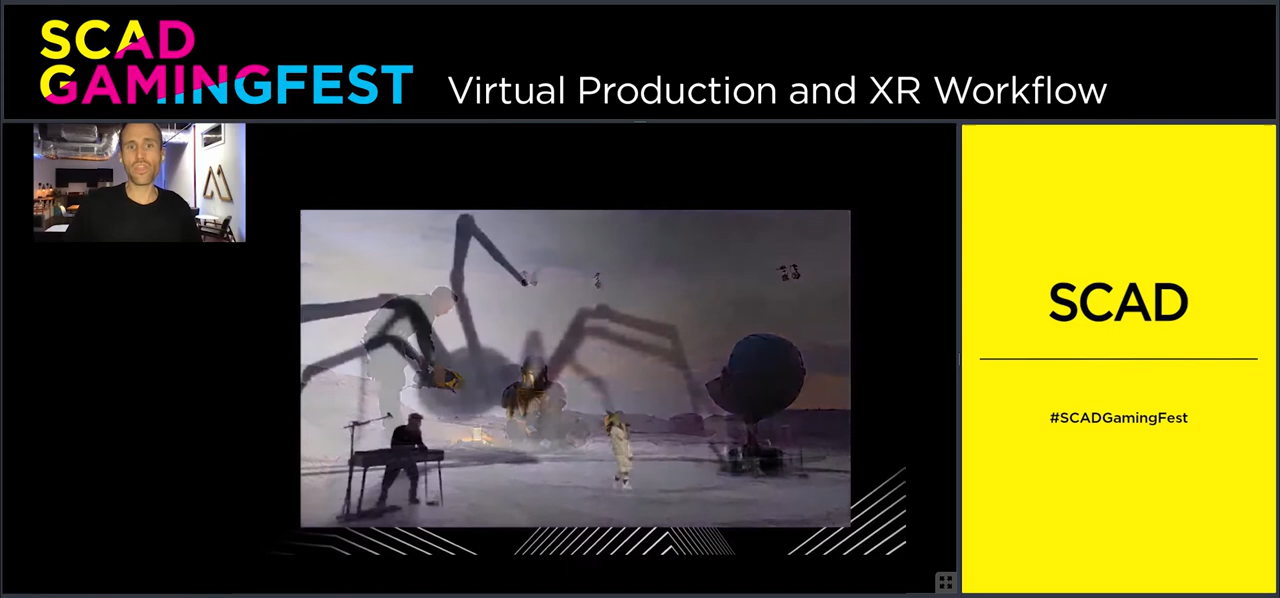 SCAD
GAMINGFEST
Virtual Production and XR Workflow
SCAD
#SCADGamingFest